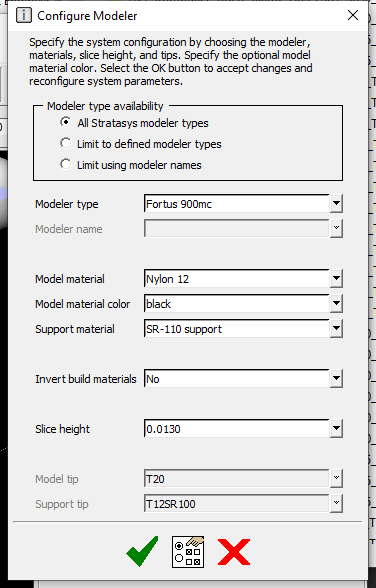 Configure Modeler
Specify the system configuration by choosing the modeler,
materials, slice height, and tips. Specify the optional model
material color. Select the OK button to accept changes and
reconfigure system parameters.
Modeler type availability
All Stratasys modeler types
Limit to defined modeler types
Limit using modeler names
Modeler type Fortus 900mc
Modeler name
Model material Nylon 12
Model material color black
Support material SR-110 support
Invert build materials No
Slice height 0.0130
Model tip T20
Support tip T12SR100